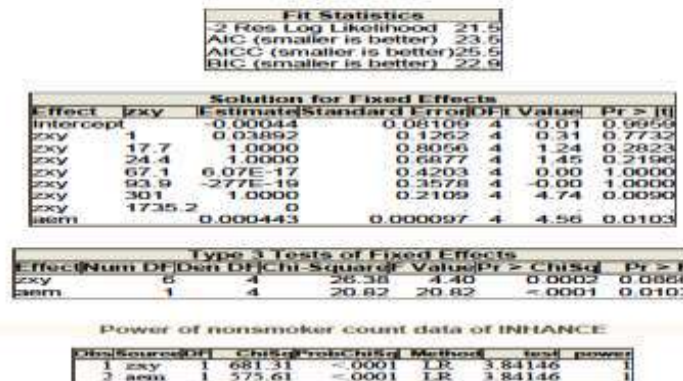 Fit Statistics
-2 Res Log Likelihood 21.5
AIC (smaller is better) 23.5
AICC (smaller is better) 25.5
BIC (smaller is better) 22.9
Solution for Fixed Effects
Effect zxy Estimate Standard Error DF t Value Pr > |t|
Intercept -0.00044 0.08109 4 -0.01 0.9959
zxy 1 0.03892 0.1262 4 0.31 0.7732
zxy 17.7 1.0000 0.8056 4 1.24 0.2823
zxy 24.4 1.0000 0.6877 4 1.45 0.2196
zxy 67.1 6.07E-17 0.4203 4 0.00 1.0000
zxy 93.9 -277E-19 0.3578 4 -0.00 1.0000
zxy 301 1.0000 0.2109 4 4.74 0.0090
zxy 1735.2 0
aem 0.000443 0.000097 4 4.56 0.0103
Type 3 Tests of Fixed Effects
Effect Num DF Den DF Chi-Square F Value Pr > ChiSq Pr > F
zxy 6 4 26.38 4.40 0.0002 0.086
aem 1 4 20.82 20.82 <.0001 0.010
Power of nonsmoker count data of INHANCE
Obs Source DF ChiSq ProbChiSq Method test power
1 zxy 1 681.31 <.0001 LR 3.84146 1
2 aem 1 575.61 <.0001 LR 3.84146 1